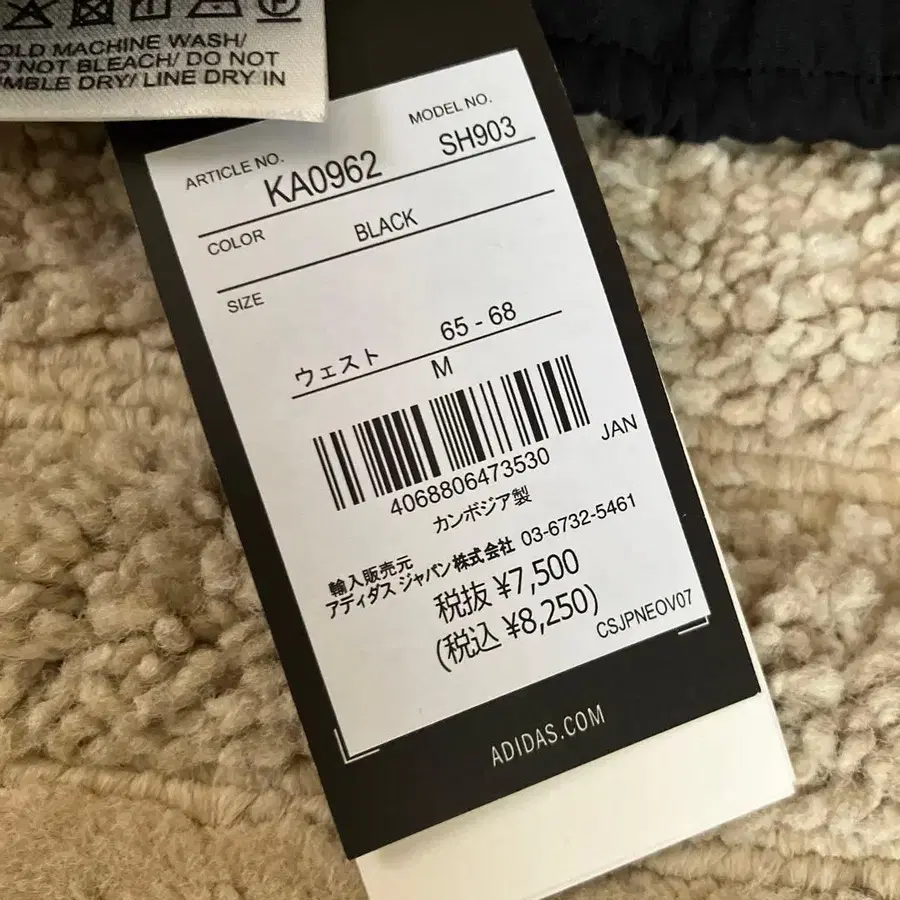 OLD MACHINE WASH/
O NOT BLEACH/ DO NOT
UMBLE DRY/ LINE DRY IN
ARTICLE NO.
MODEL NO.
KA0962
SH903
COLOR
BLACK
SIZE
ウェスト
65 - 68
M
JAN
4068806473530
カンボジア製
輸入販売元
アディダス ジャパン株式会社 03-6732-5461
税抜 ¥7,500
(税込 ¥8,250)
CSJPNEOV07
ADIDAS.COM